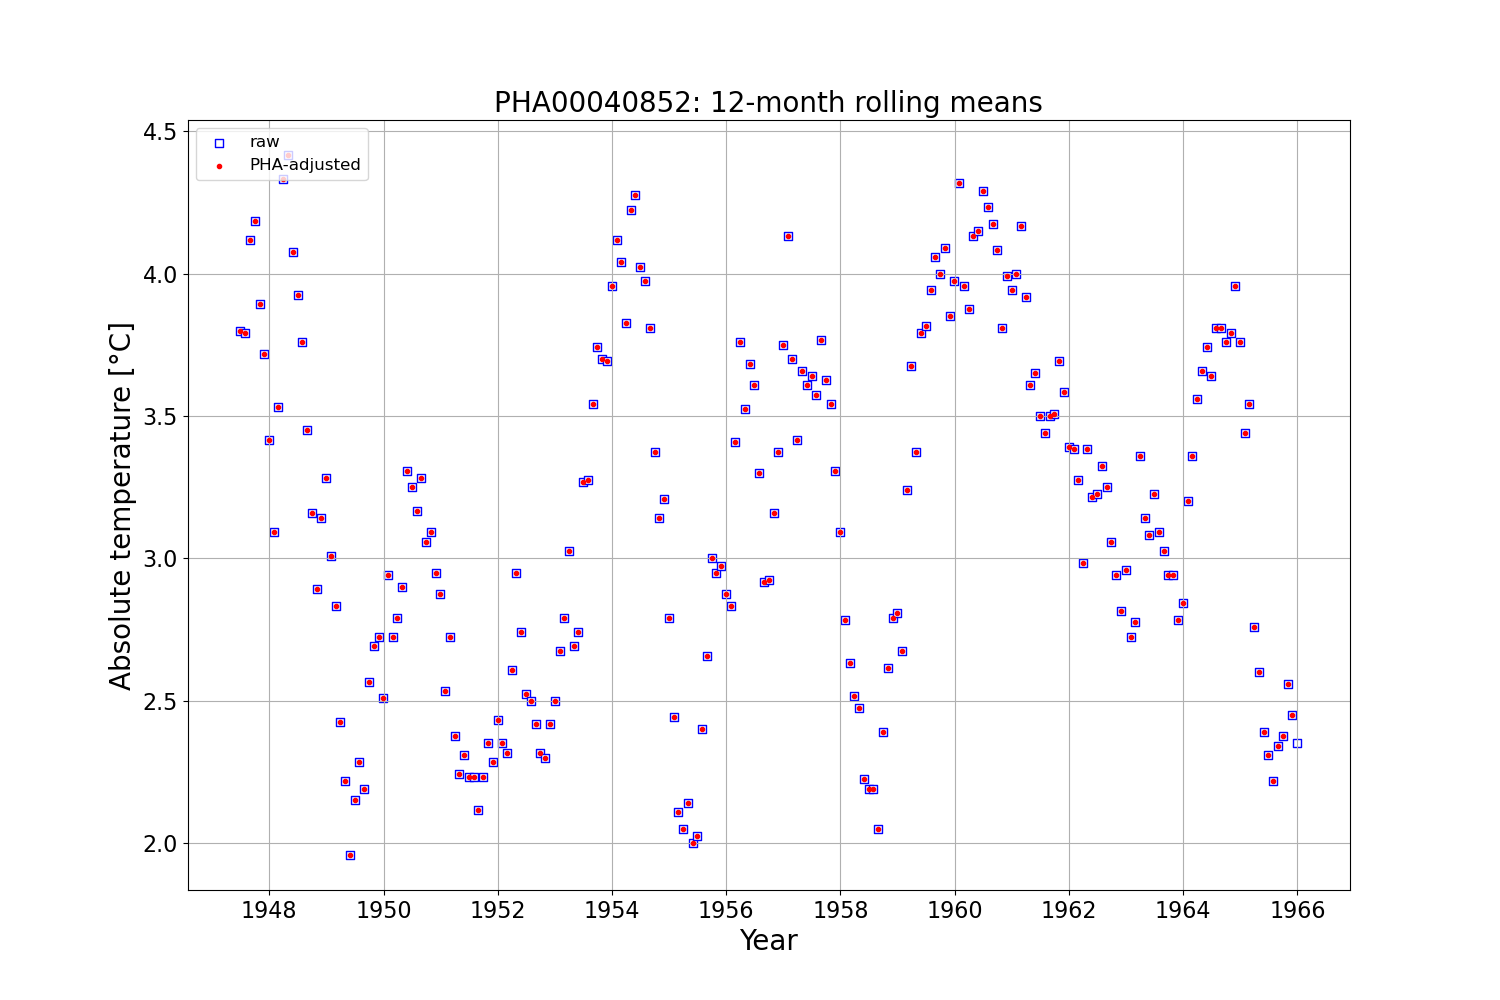 PHA00040852: 12-month rolling means
raw
PHA-adjusted
Absolute temperature [°C]
4.5
4.0
3.5
3.0
2.5
2.0
1948 1950 1952 1954 1956 1958 1960 1962 1964 1966
Year